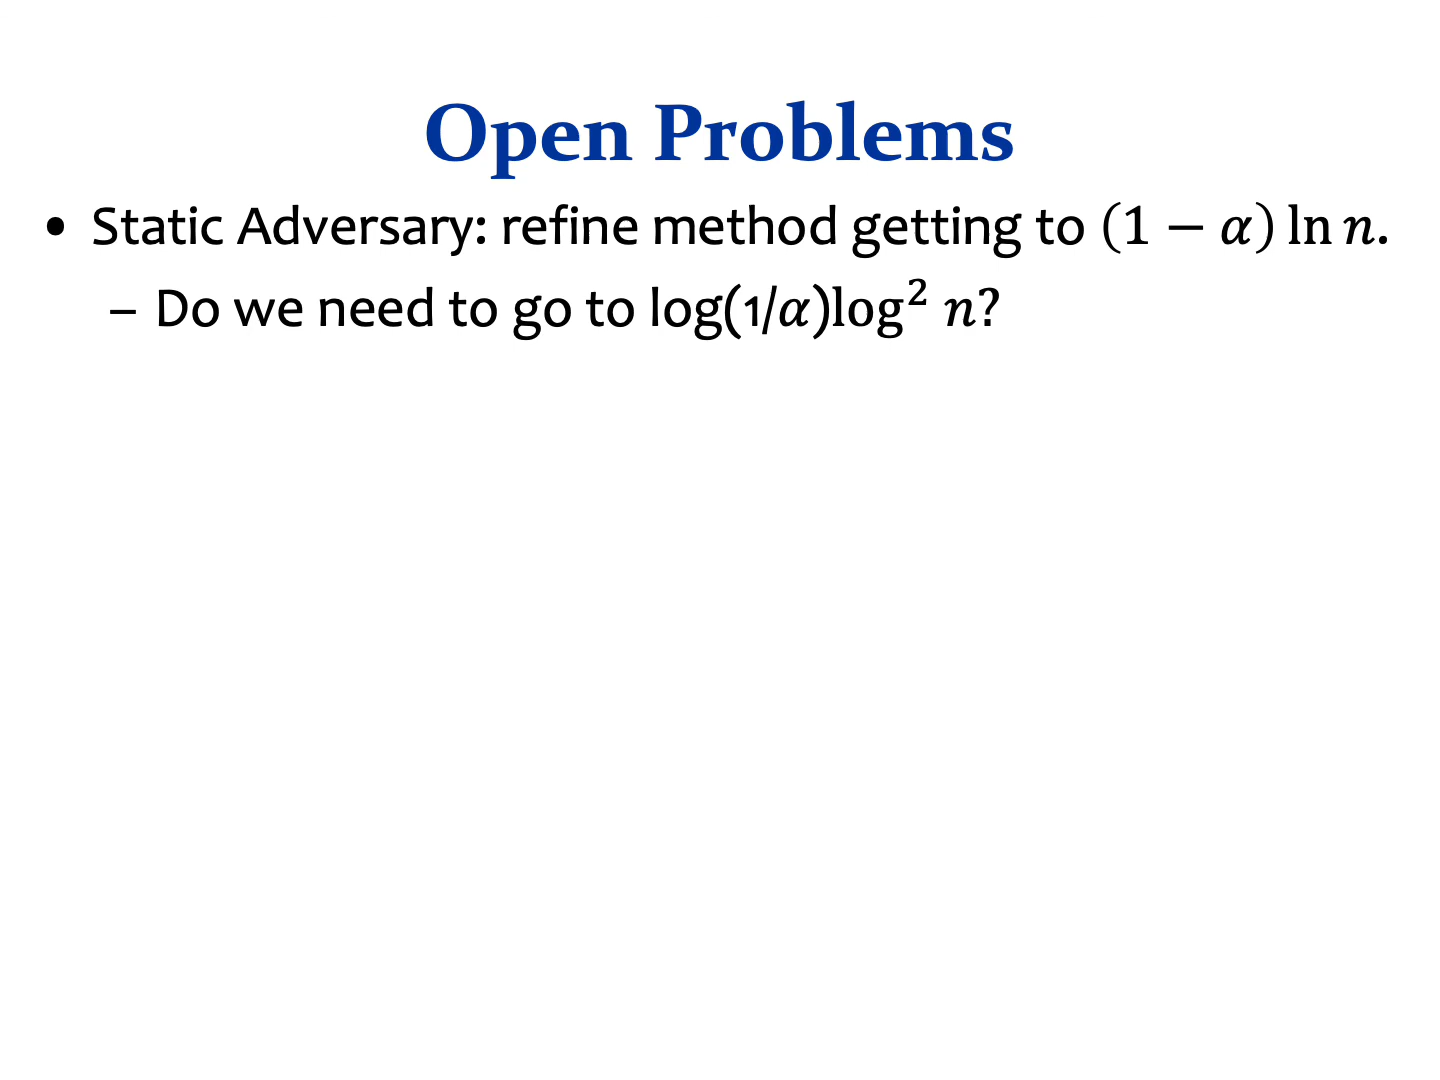 Open Problems
• Static Adversary: refine method getting to (1 − α) ln n.
– Do we need to go to log(1/α)log² n?